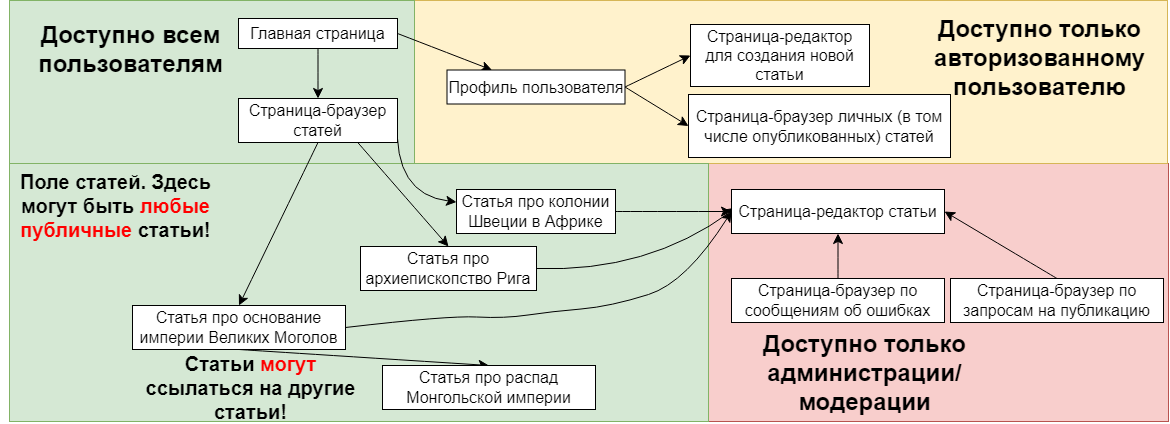 Доступно всем
пользователям
Главная страница
Страница-браузер
статей
Профиль пользователя
Страница-редактор
для создания новой
статьи
Страница-браузер личных (в том
числе опубликованных) статей
Доступно только
авторизованному
пользователю
Поле статей. Здесь
могут быть любые
публичные статьи!
Статья про колонии
Швеции в Африке
Статья про
архиепископство Рига
Статья про основание
империи Великих Моголов
Статьи могут
ссылаться на другие
статьи!
Статья про распад
Монгольской империи
Страница-редактор статьи
Страница-браузер по
сообщениям об ошибках
Страница-браузер по
запросам на публикацию
Доступно только
администрации/
модерации